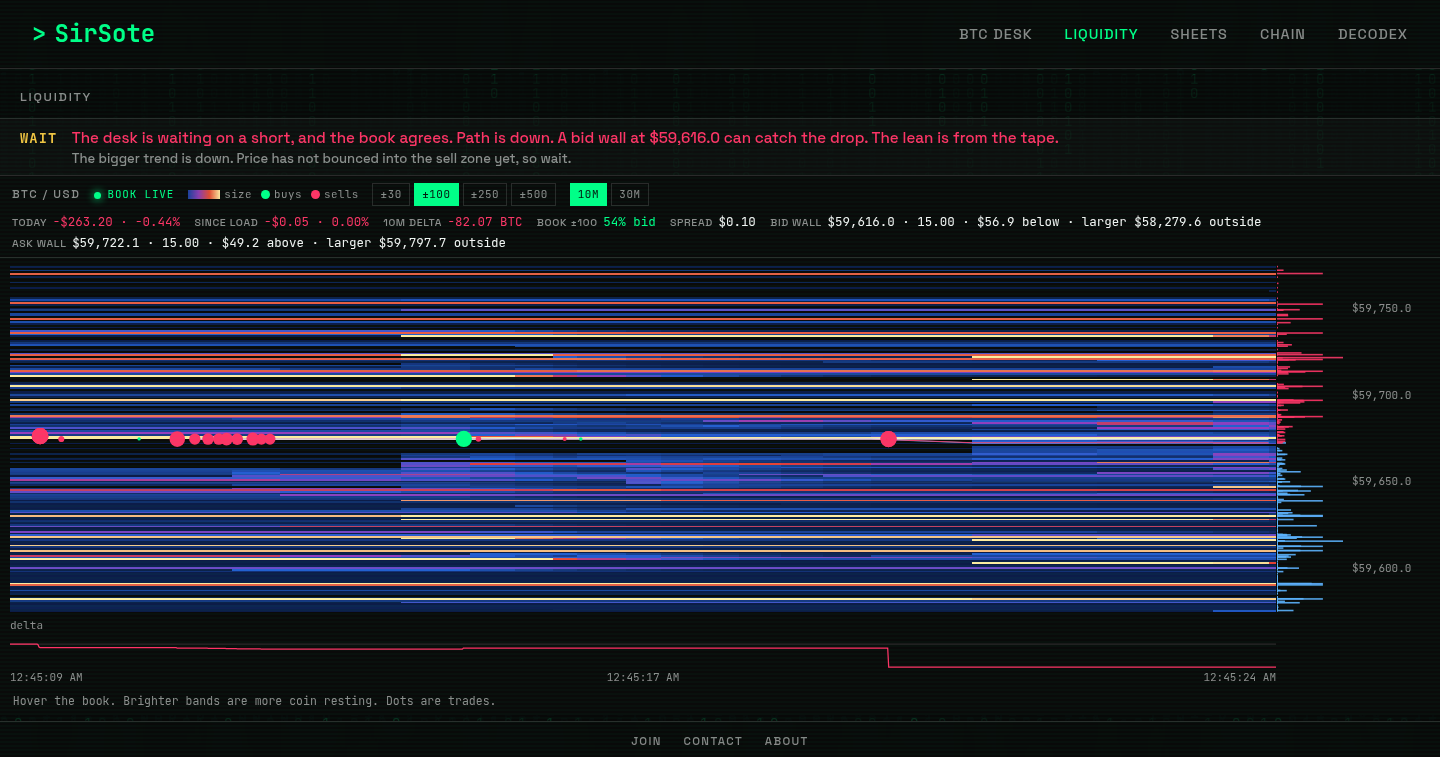 > SirSote
BTC DESK LIQUIDITY SHEETS CHAIN DECODEX
LIQUIDITY
WAIT The desk is waiting on a short, and the book agrees. Path is down. A bid wall at $59,616.0 can catch the drop. The lean is from the tape.
The bigger trend is down. Price has not bounced into the sell zone yet, so wait.
BTC / USD BOOK LIVE size buys sells ±30 ±100 ±250 ±500 10M 30M
TODAY -$263.20 · -0.44% SINCE LOAD -$0.05 · 0.00% 10M DELTA -82.07 BTC BOOK ±100 54% bid SPREAD $0.10 BID WALL $59,616.0 · 15.00 · $56.9 below · larger $58,279.6 outside
ASK WALL $59,722.1 · 15.00 · $49.2 above · larger $59,797.7 outside
$59,750.0
$59,700.0
$59,650.0
$59,600.0
delta
12:45:09 AM 12:45:17 AM 12:45:24 AM
Hover the book. Brighter bands are more coin resting. Dots are trades.
JOIN CONTACT ABOUT